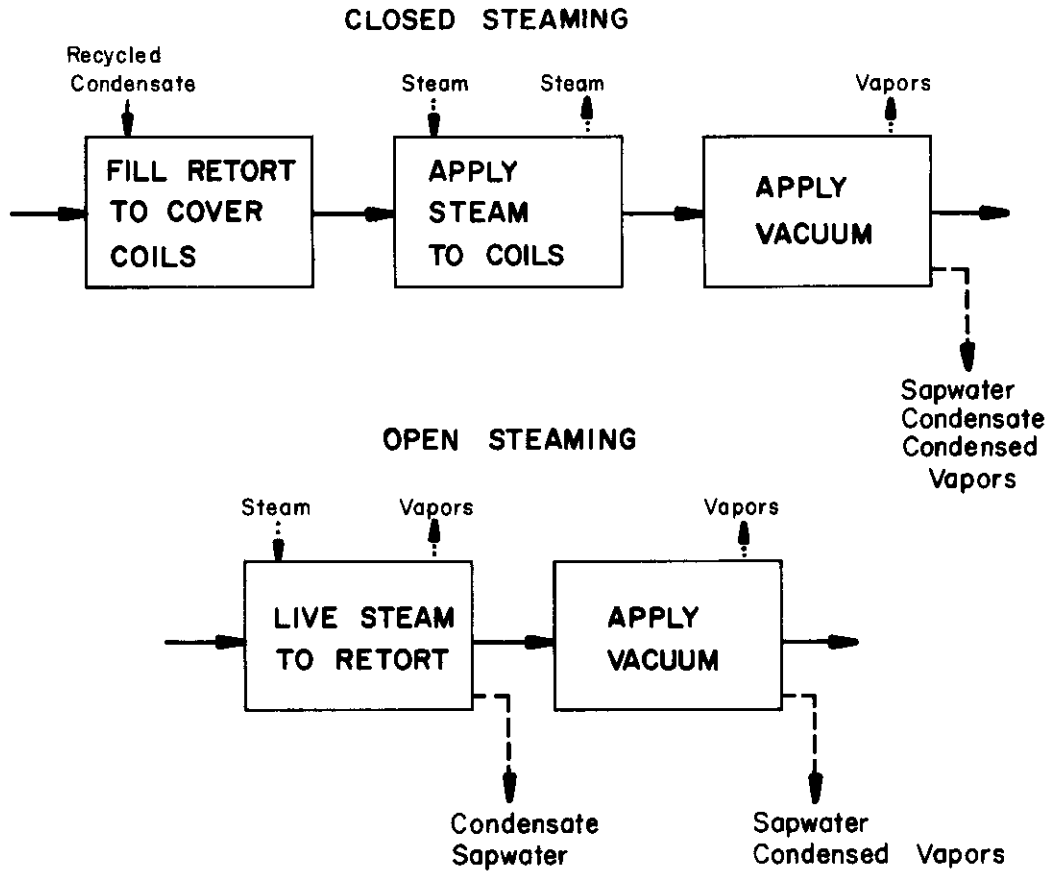 CLOSED STEAMING
Recycled
Condensate
Steam
Steam
Vapors
FILL RETORT
TO COVER
COILS
APPLY
STEAM
TO COILS
APPLY
VACUUM
Sapwater
Condensate
Condensed
Vapors
OPEN STEAMING
Steam
Vapors
Vapors
LIVE STEAM
TO RETORT
APPLY
VACUUM
Condensate
Sapwater
Sapwater
Condensed Vapors